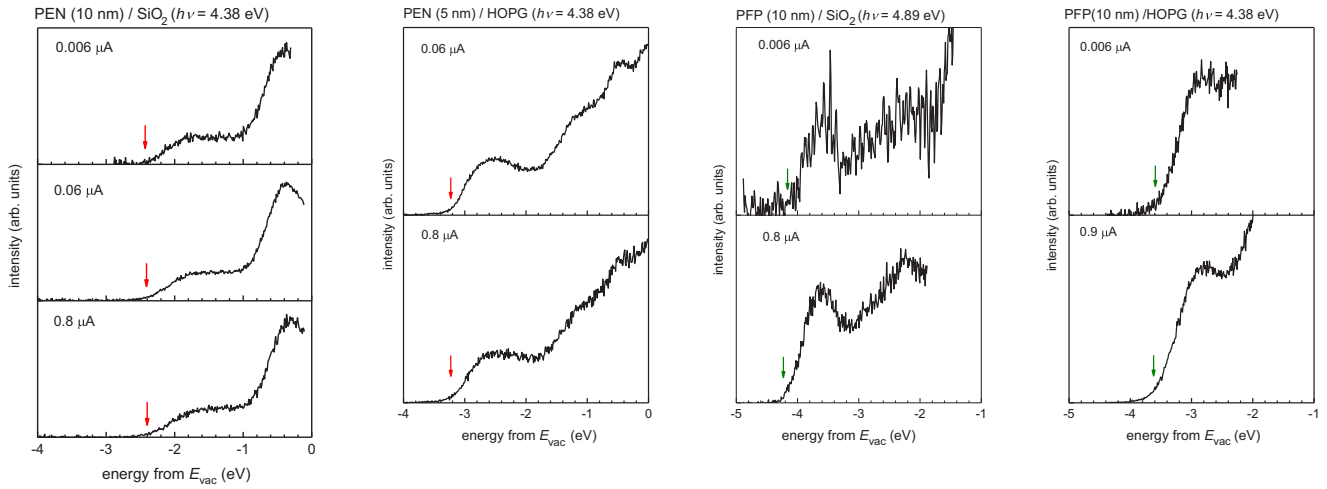 PEN (10 nm) / SiO2 (hν = 4.38 eV)
0.006 μA
0.06 μA
0.8 μA
intensity (arb. units)
-4 -3 -2 -1 0
energy from Evac (eV)
PEN (5 nm) / HOPG (hν = 4.38 eV)
0.06 μA
0.8 μA
intensity (arb. units)
-4 -3 -2 -1 0
energy from Evac (eV)
PFP (10 nm) / SiO2 (hν = 4.89 eV)
0.006 μA
0.8 μA
intensity (arb. units)
-5 -4 -3 -2 -1
energy from Evac (eV)
PFP(10 nm) /HOPG (hν = 4.38 eV)
0.006 μA
0.9 μA
intensity (arb. units)
-5 -4 -3 -2 -1
energy from Evac (eV)